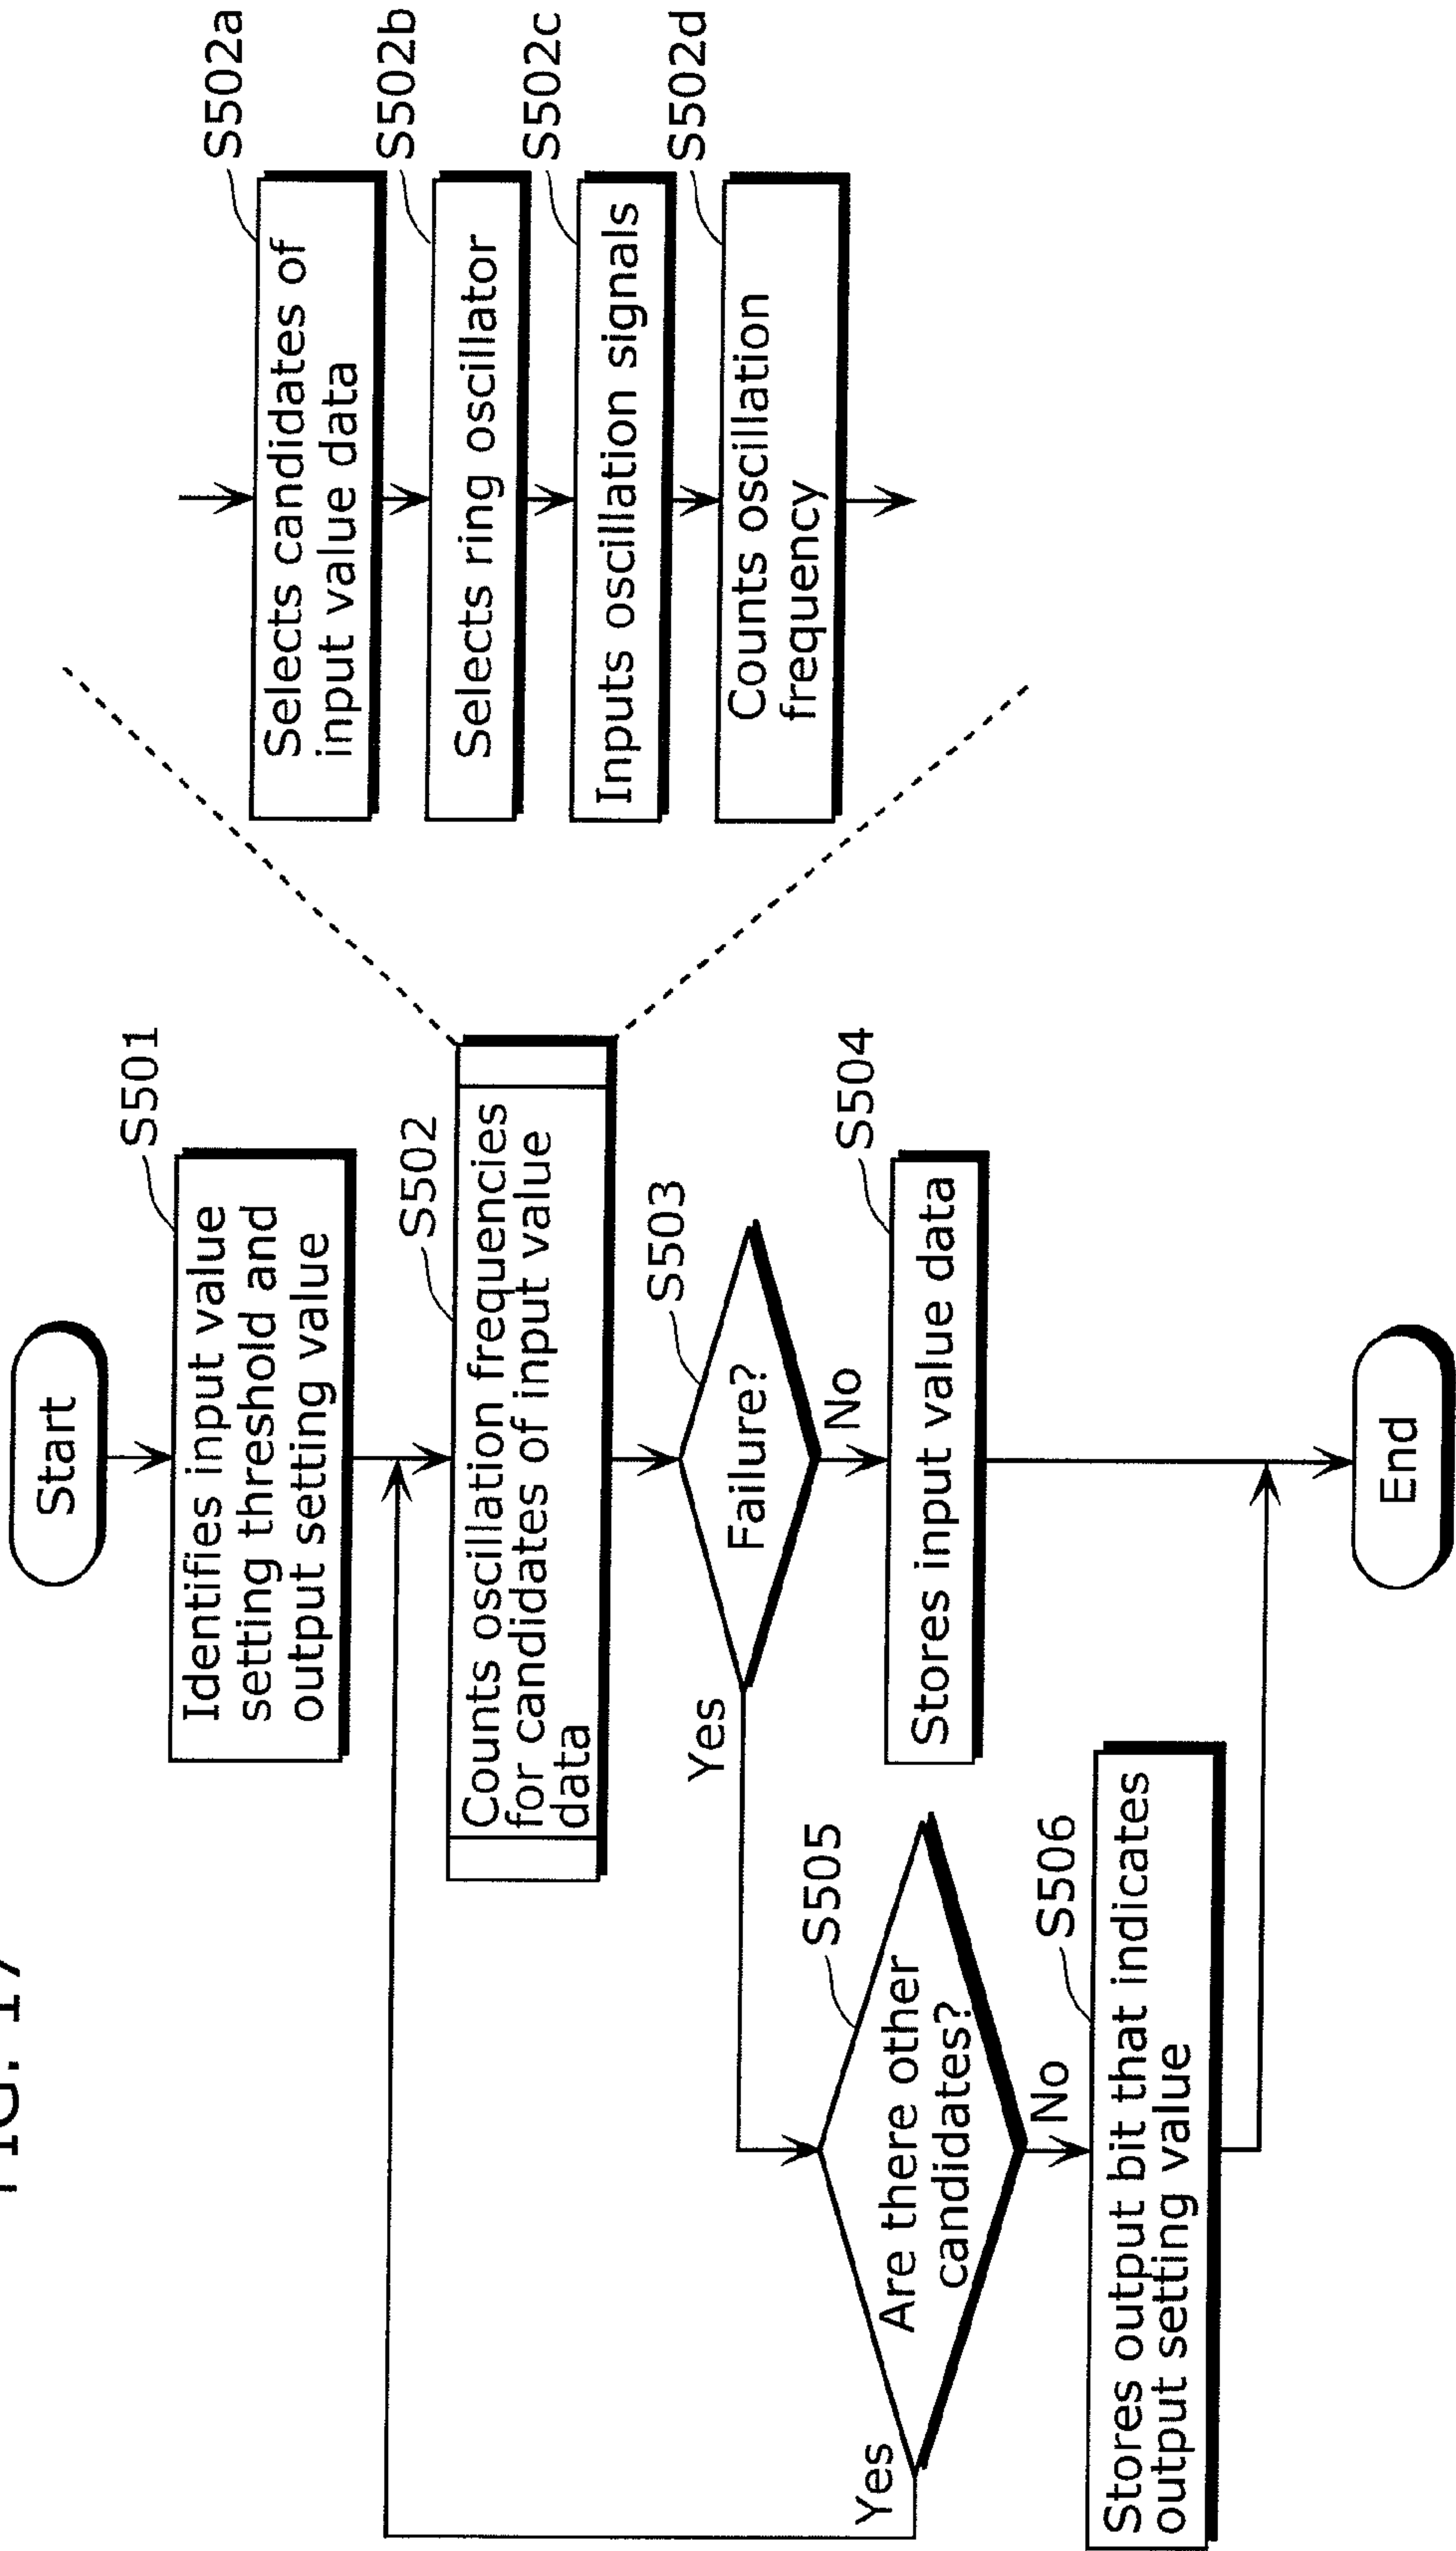 FIG. 17
Start
S501
Identifies input value
setting threshold and
output setting value
S502
Counts oscillation frequencies
for candidates of input value
data
S503
Failure?
Yes
No
S504
Stores input value data
S505
Are there other
candidates?
Yes
No
S506
Stores output bit that indicates
output setting value
End
S502a
Selects candidates of
input value data
S502b
Selects ring oscillator
S502c
Inputs oscillation signals
S502d
Counts oscillation
frequency